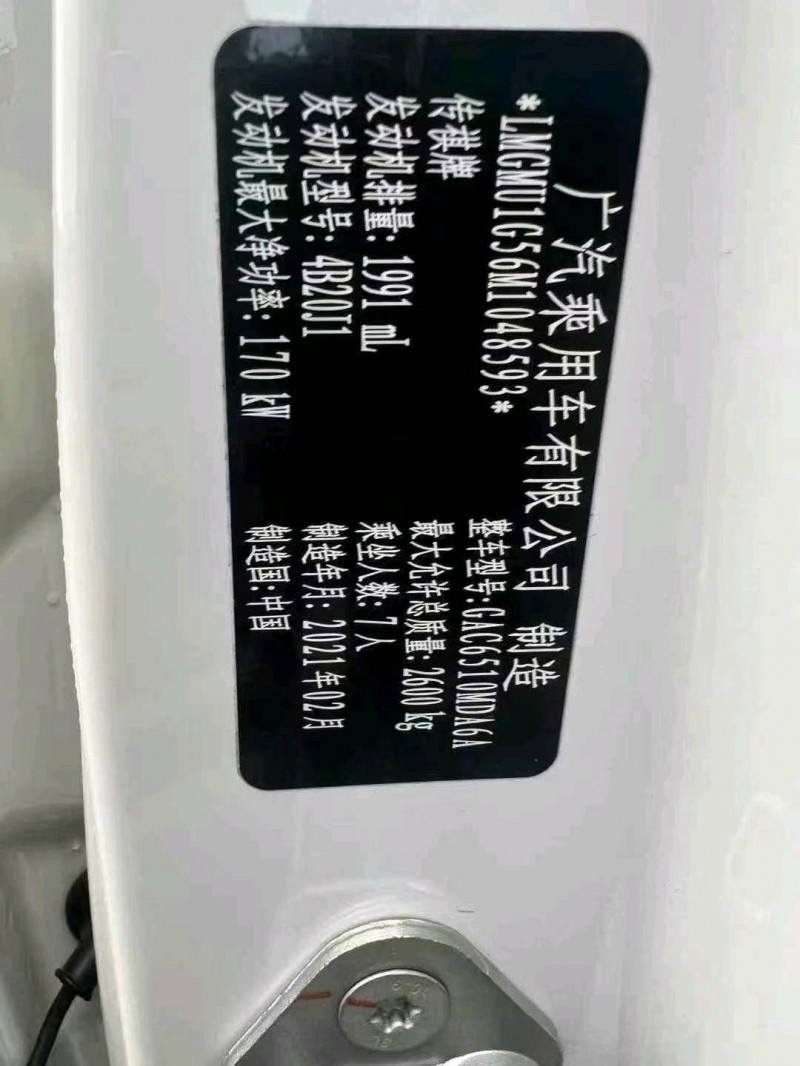 广汽乘用车有限公司 制造
*LMGMU1G56M1048593*
传祺牌 整车型号:GAC6510MDA6A
发动机排量:1991 mL 最大允许总质量:2600 kg
发动机型号:4B20J1 乘坐人数:7人
发动机最大净功率:170 kW 制造年月:2021年02月
制造国:中国